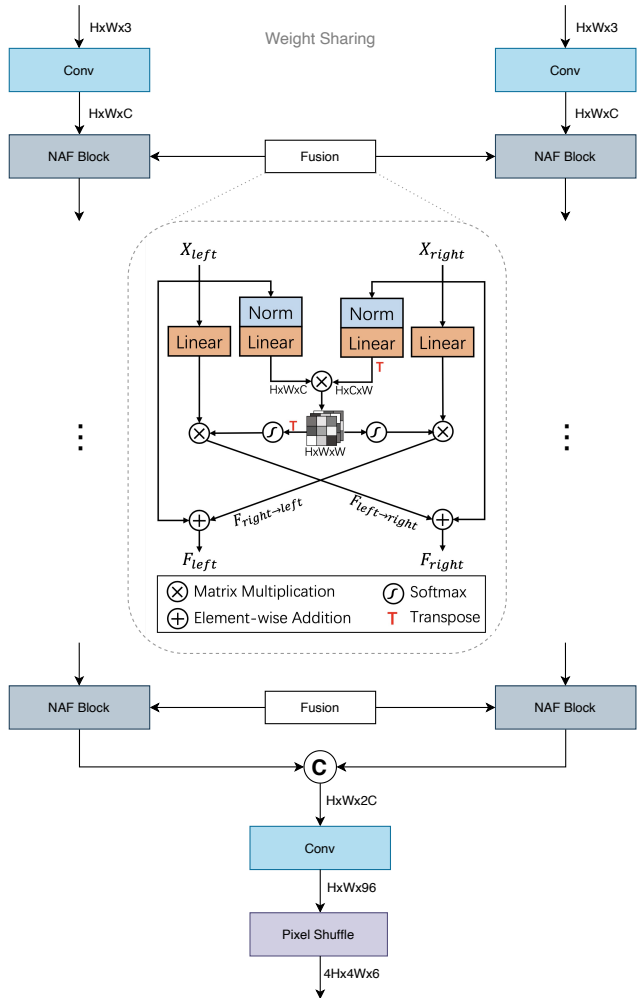 HxWx3
Weight Sharing
HxWx3
Conv
Conv
HxWxC
HxWxC
NAF Block
Fusion
NAF Block
X_left
X_right
Norm
Norm
Linear
Linear
Linear
Linear
T
HxWxC
HxCxW
T
HxWxW
F_right→left
F_left→right
F_left
F_right
Matrix Multiplication
Softmax
Element-wise Addition
T Transpose
NAF Block
Fusion
NAF Block
C
HxWx2C
Conv
HxWx96
Pixel Shuffle
4Hx4Wx6